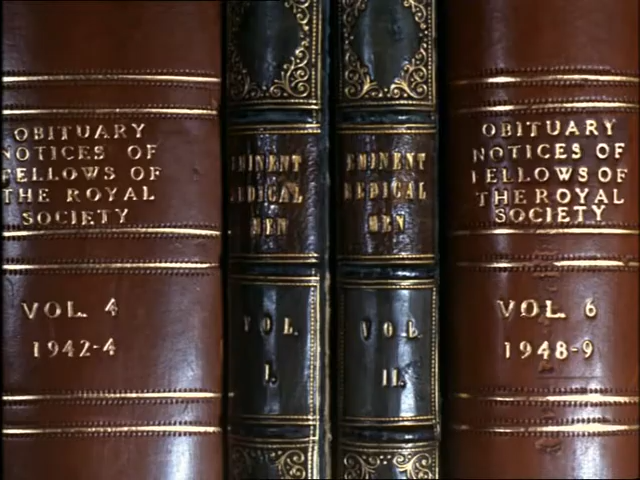 OBITUARY
NOTICES OF
FELLOWS OF
THE ROYAL
SOCIETY
VOL. 4
1942-4
EMINENT
MEDICAL
MEN
VOL.
I.
EMINENT
MEDICAL
MEN
VOL.
II.
OBITUARY
NOTICES OF
FELLOWS OF
THE ROYAL
SOCIETY
VOL. 6
1948-9